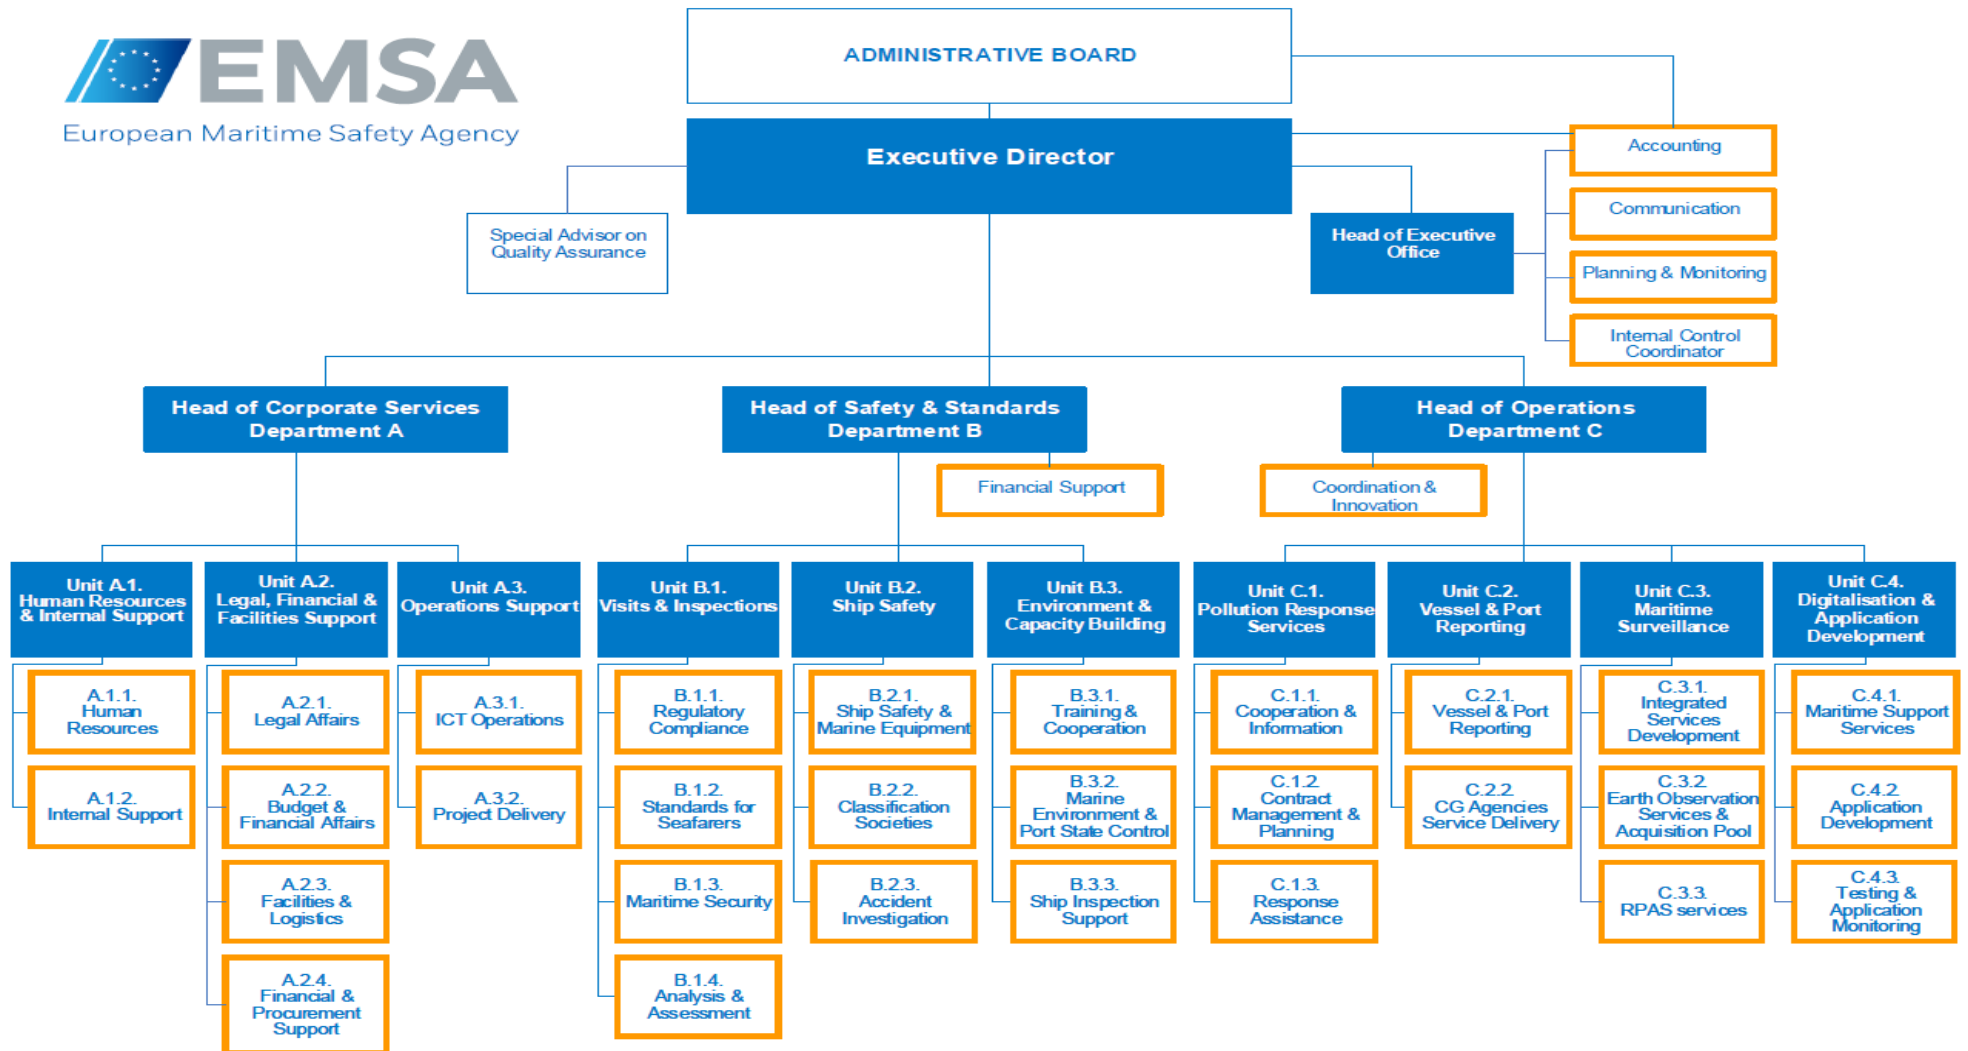 EMSA
European Maritime Safety Agency
ADMINISTRATIVE BOARD
Executive Director
Special Advisor on
Quality Assurance
Head of Executive
Office
Accounting
Communication
Planning & Monitoring
Internal Control
Coordinator
Head of Corporate Services
Department A
Head of Safety & Standards
Department B
Head of Operations
Department C
Financial Support
Coordination &
Innovation
Unit A.1.
Human Resources
& Internal Support
Unit A.2.
Legal, Financial &
Facilities Support
Unit A.3.
Operations Support
Unit B.1.
Visits & Inspections
Unit B.2.
Ship Safety
Unit B.3.
Environment &
Capacity Building
Unit C.1.
Pollution Response
Services
Unit C.2.
Vessel & Port
Reporting
Unit C.3.
Maritime
Surveillance
Unit C.4.
Digitalisation &
Application
Development
A.1.1.
Human
Resources
A.2.1.
Legal Affairs
A.3.1.
ICT Operations
B.1.1.
Regulatory
Compliance
B.2.1.
Ship Safety &
Marine Equipment
B.3.1.
Training &
Cooperation
C.1.1.
Cooperation &
Information
C.2.1.
Vessel & Port
Reporting
C.3.1.
Integrated
Services
Development
C.4.1.
Maritime Support
Services
A.1.2.
Internal Support
A.2.2.
Budget &
Financial Affairs
A.3.2.
Project Delivery
B.1.2.
Standards for
Seafarers
B.2.2.
Classification
Societies
B.3.2.
Marine
Environment &
Port State Control
C.1.2.
Contract
Management &
Planning
C.2.2.
CG Agencies
Service Delivery
C.3.2.
Earth Observation
Services &
Acquisition Pool
C.4.2.
Application
Development
A.2.3.
Facilities &
Logistics
B.1.3.
Maritime Security
B.2.3.
Accident
Investigation
B.3.3.
Ship Inspection
Support
C.1.3.
Response
Assistance
C.3.3.
RPAS services
C.4.3.
Testing &
Application
Monitoring
A.2.4.
Financial &
Procurement
Support
B.1.4.
Analysis &
Assessment